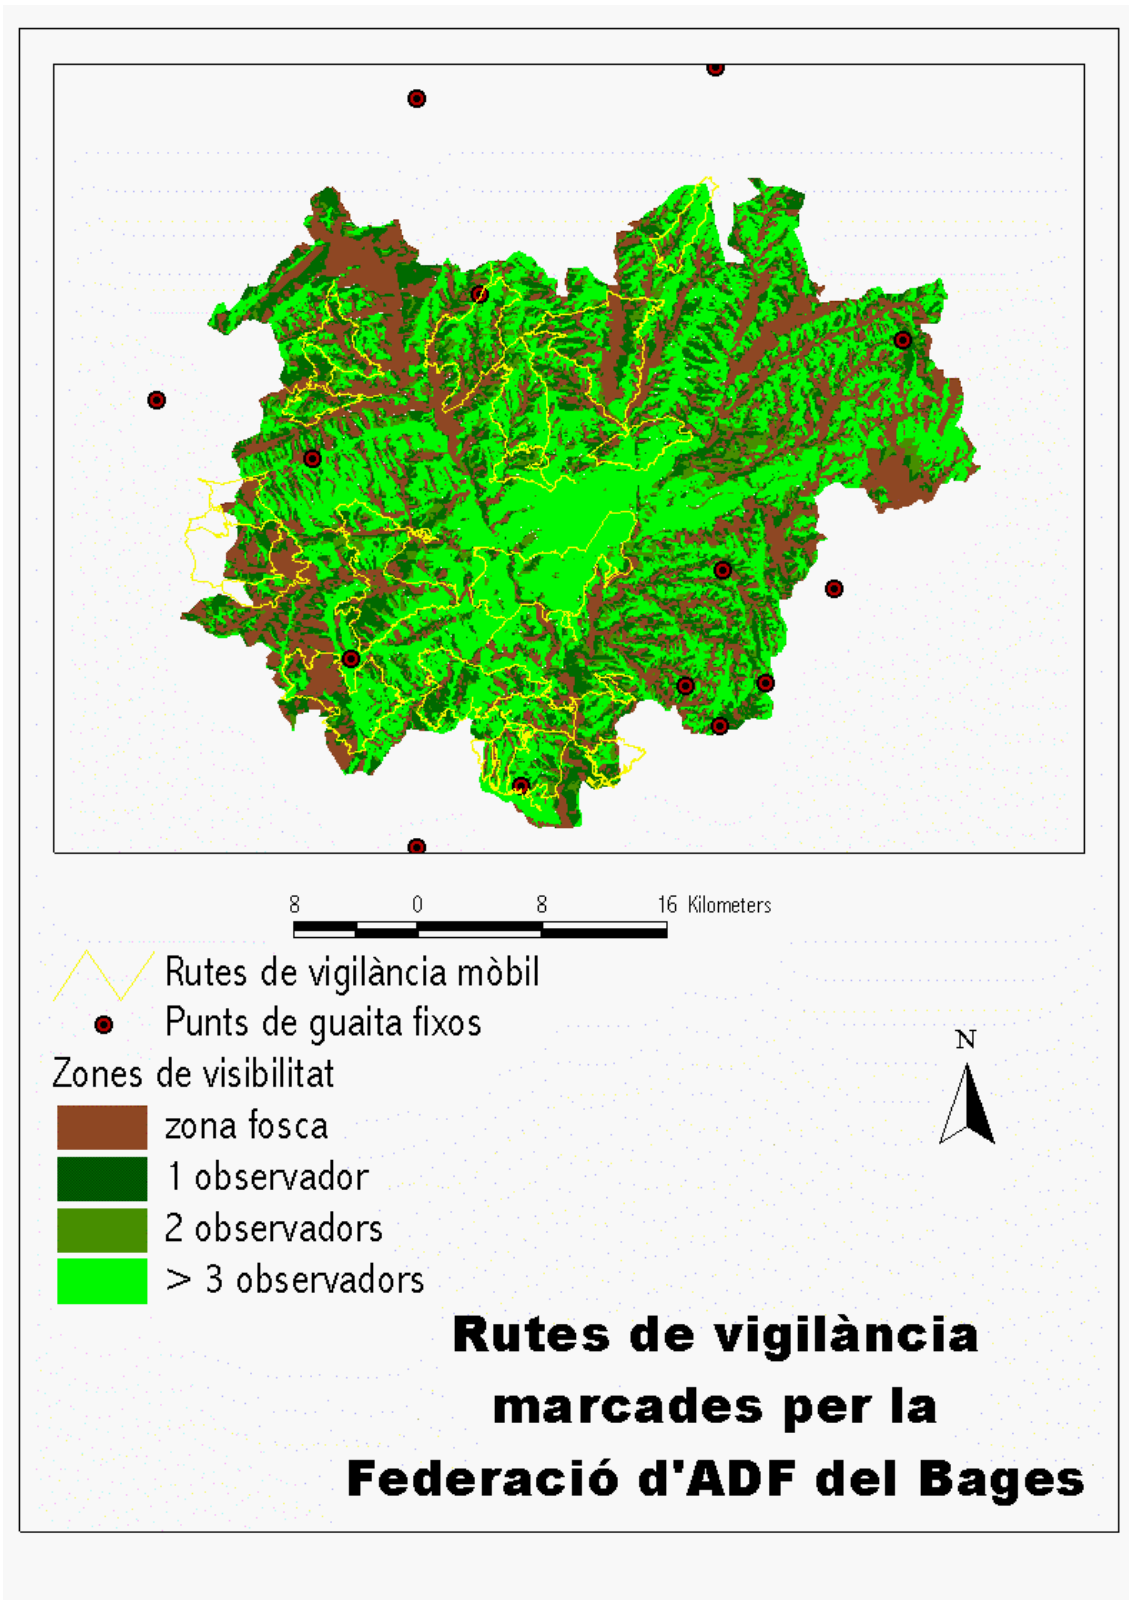 8 0 8 16 Kilometers
Rutes de vigilància mòbil
Punts de guaita fixos
Zones de visibilitat
N
zona fosca
1 observador
2 observadors
> 3 observadors
Rutes de vigilància
marcades per la
Federació d'ADF del Bages